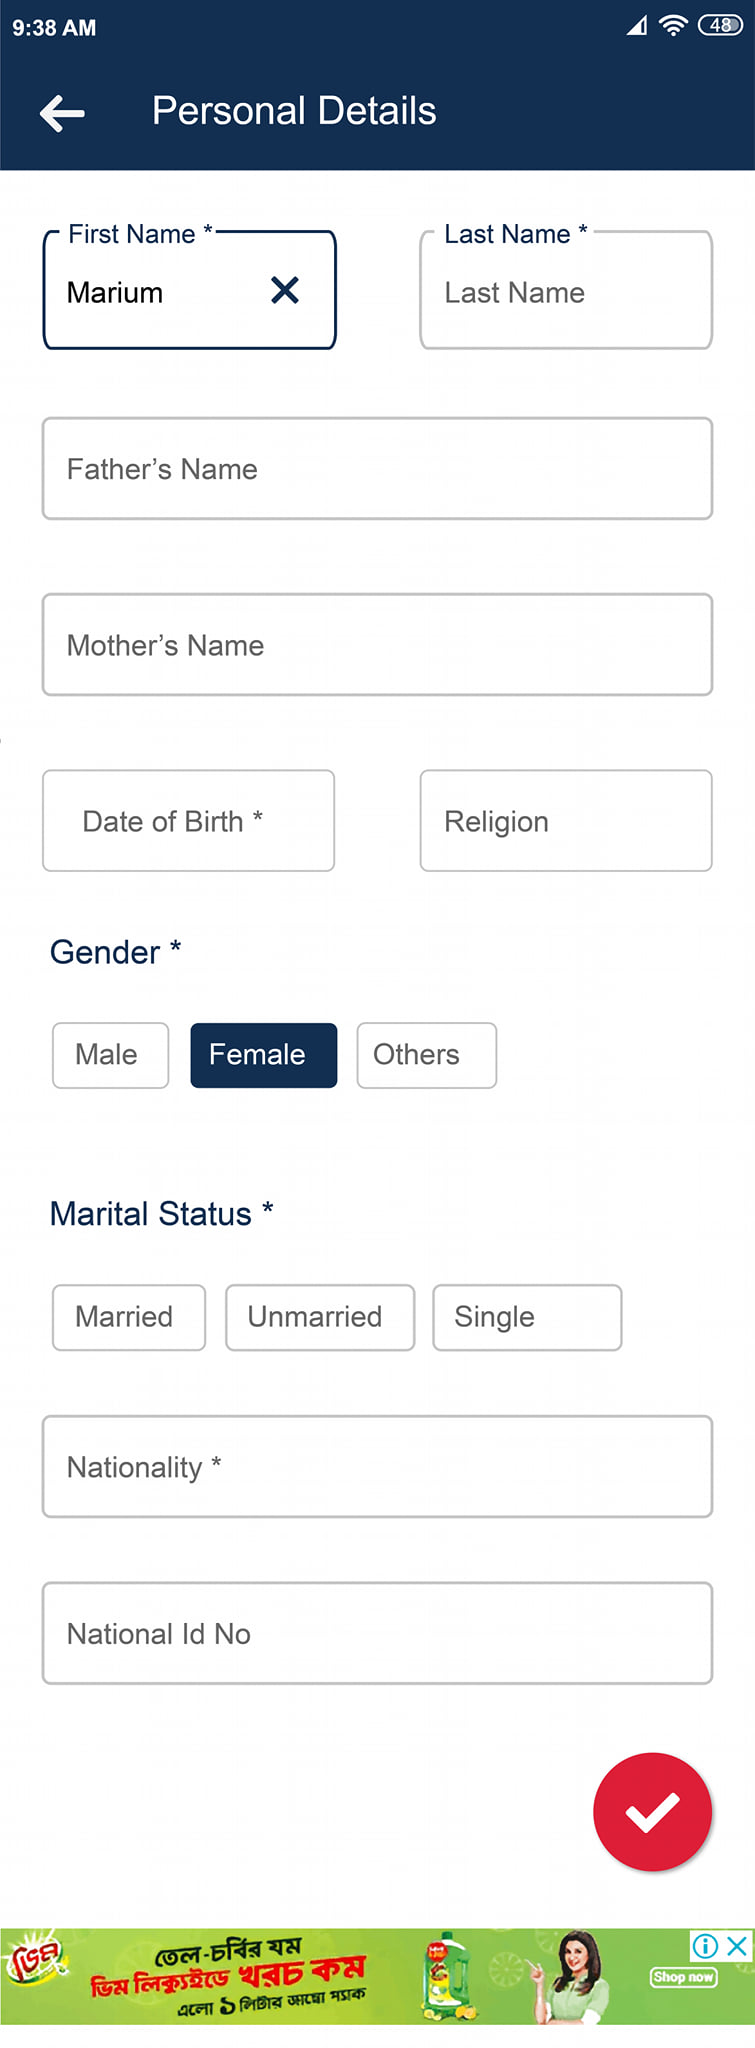 9:38 AM
48
Personal Details
First Name *
Last Name *
Marium
Last Name
Father’s Name
Mother’s Name
Date of Birth *
Religion
Gender *
Male
Female
Others
Marital Status *
Married
Unmarried
Single
Nationality *
National Id No
ভিম
তেল-চর্বির যম
ভিম লিকুইডে খরচ কম
এলো ১ লিটার জাম্বো প্যাক
Shop now